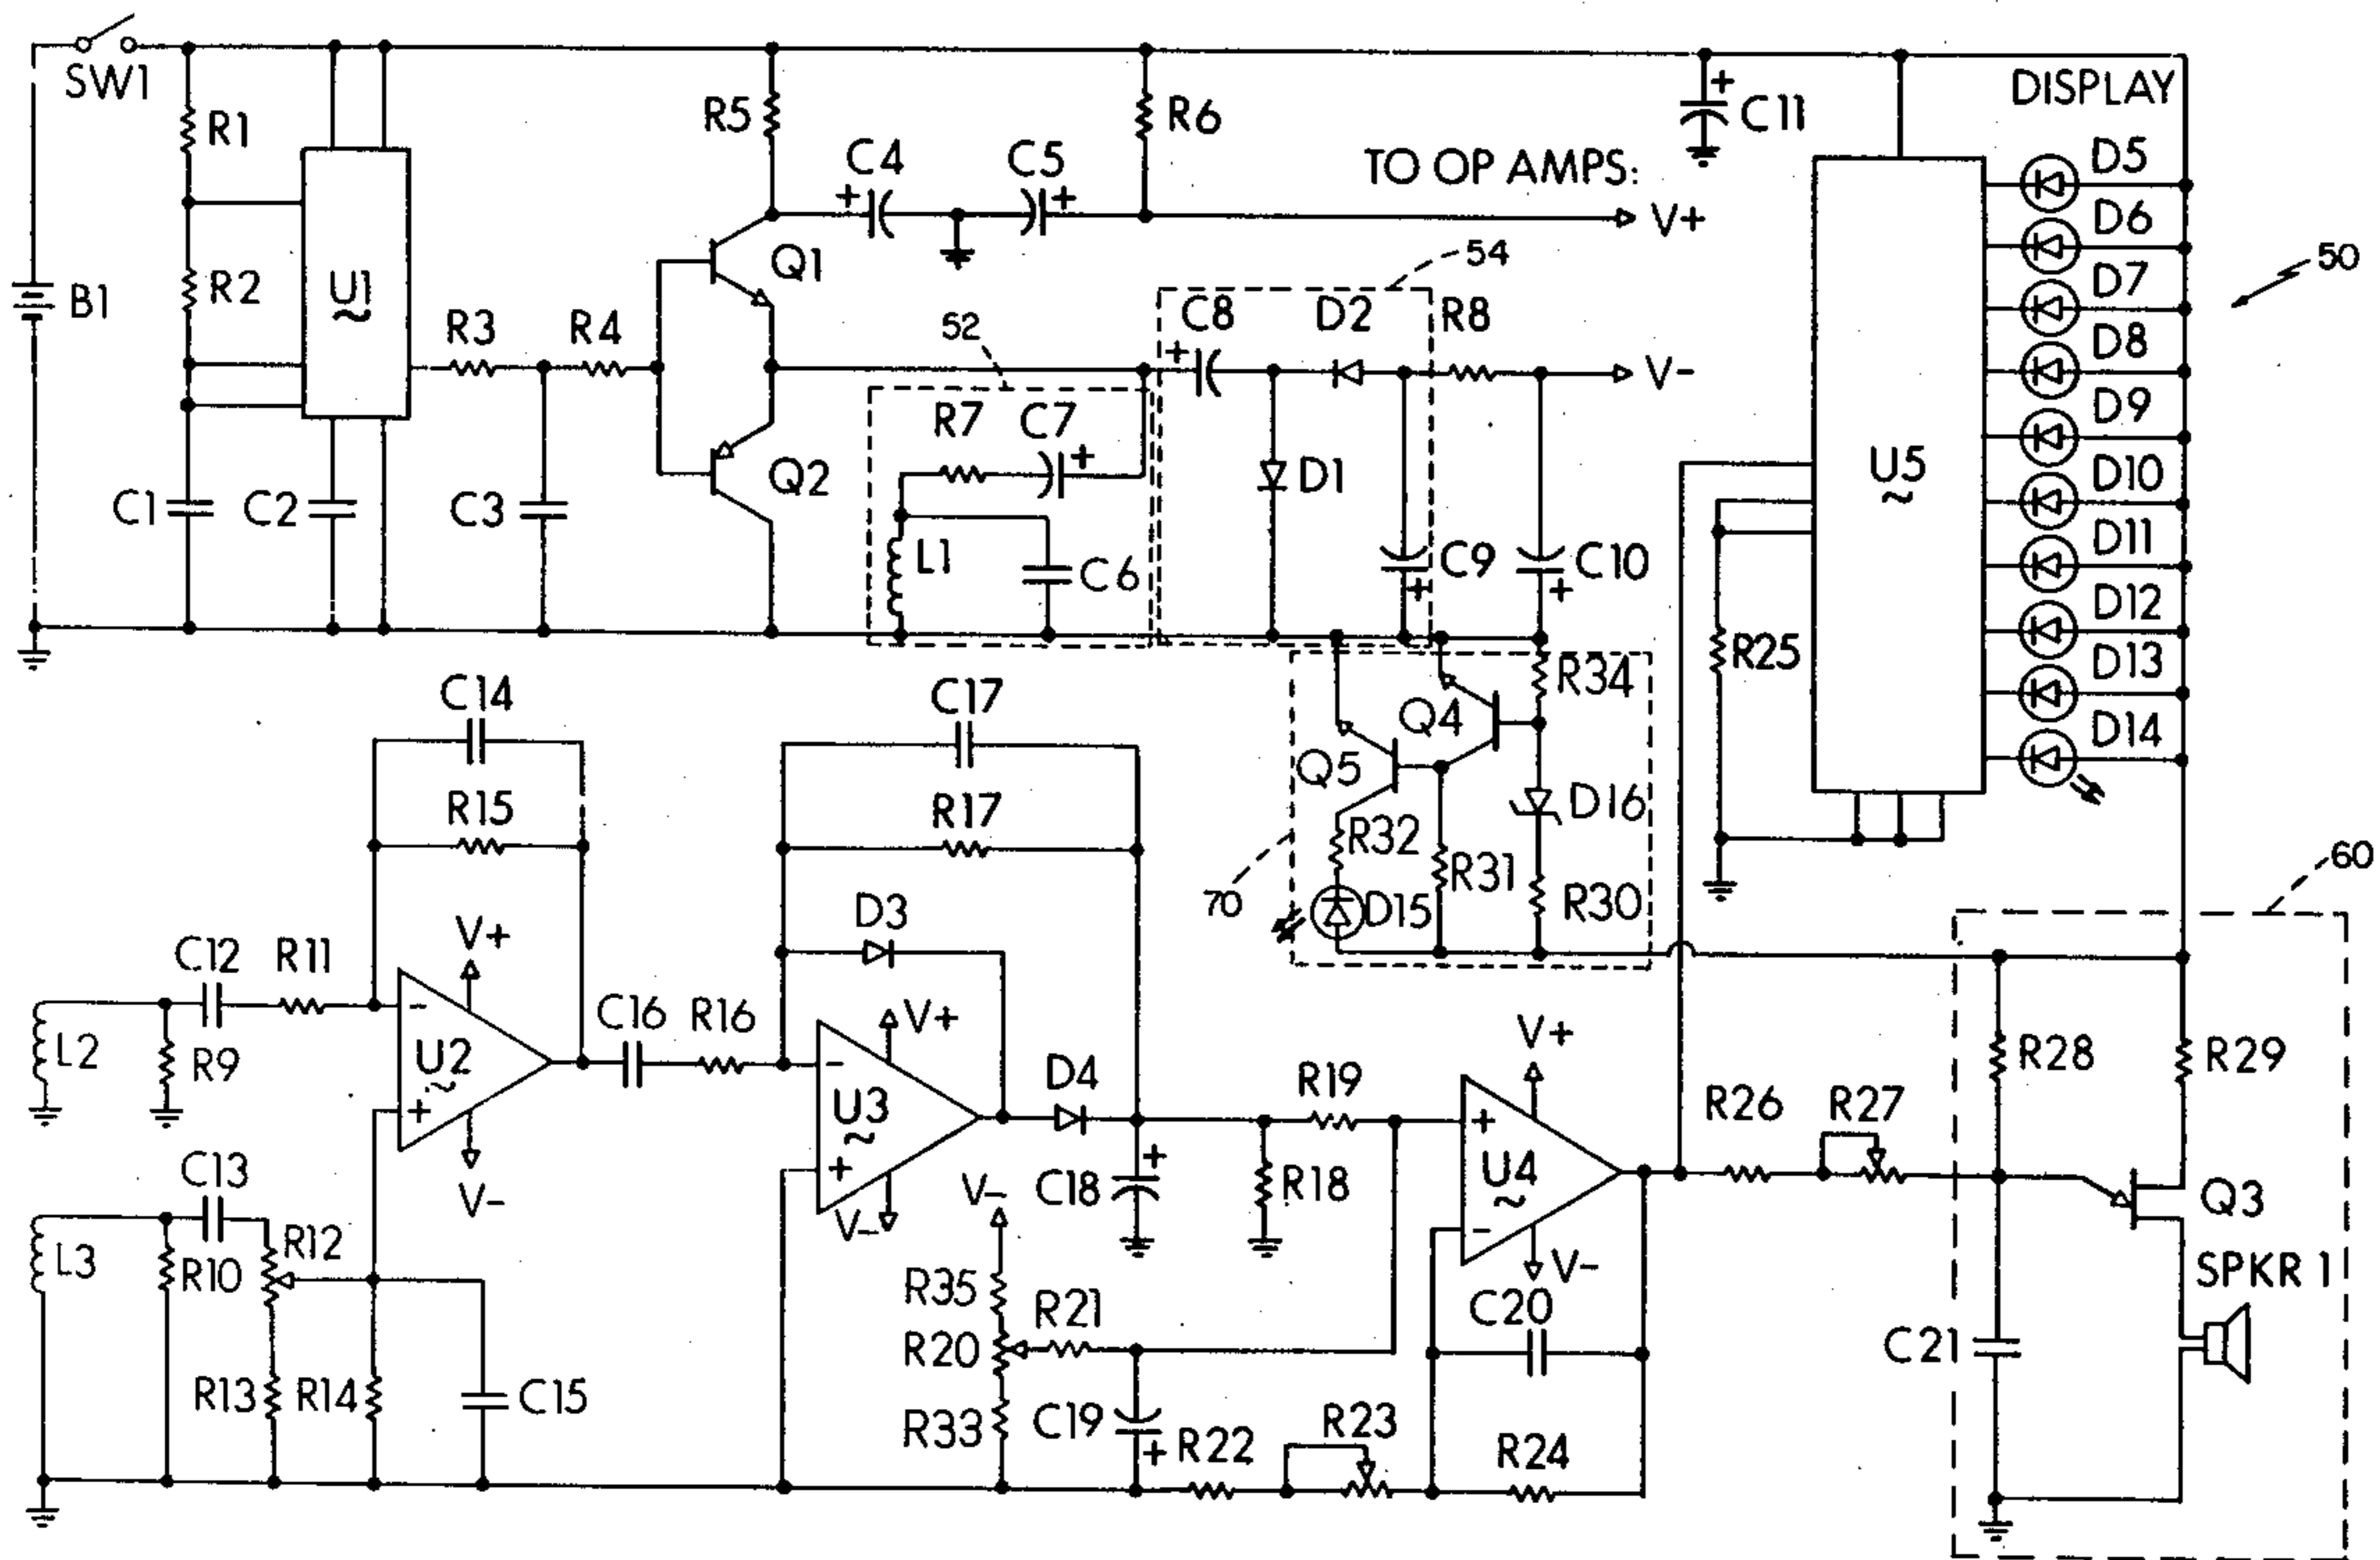 SW1
DISPLAY
R1
R5
R6
C11
C4
C5
TO OP AMPS:
D5
+
+
+
V+
D6
Q1
54
50
R2
U1
B1
D7
R3
R4
52
C8
D2
R8
D8
+
V-
R7
C7
D9
+
Q2
D1
U5
D10
C1
C2
C3
D11
L1
C6
C9
C10
+
+
D12
R25
D13
R34
C14
C17
Q4
D14
Q5
D16
R15
R17
R32
60
R31
70
D15
R30
D3
V+
C12
R11
C16
R16
V+
V+
-
L2
R9
U2
-
D4
R28
R29
+
U3
R19
R26
R27
+
+
+
C13
V-
C18
V-
R18
U4
Q3
V-
-
R12
L3
R10
V-
SPKR 1
R35
R21
C20
R20
C21
R13
R14
C15
R33
C19
R23
+
R22
R24